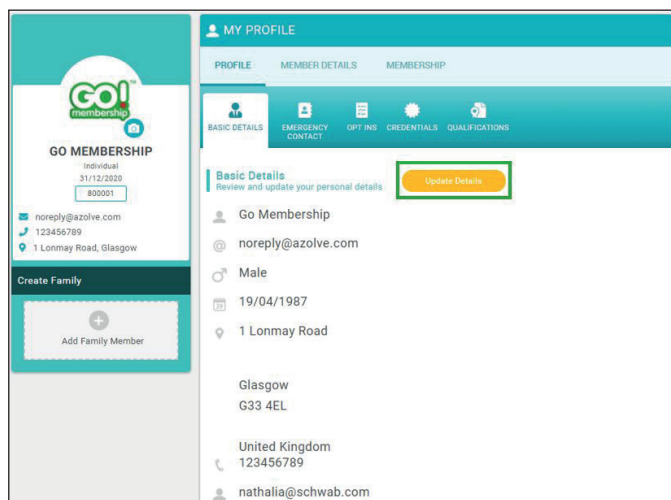 GO!™
membership
GO MEMBERSHIP
Individual
31/12/2020
800001
noreply@azolve.com
123456789
1 Lonmay Road, Glasgow
Create Family
Add Family Member
MY PROFILE
PROFILE MEMBER DETAILS MEMBERSHIP
BASIC DETAILS EMERGENCY CONTACT OPT INS CREDENTIALS QUALIFICATIONS
Basic Details
Review and update your personal details
Update Details
Go Membership
noreply@azolve.com
Male
19/04/1987
1 Lonmay Road
Glasgow
G33 4EL
United Kingdom
123456789
nathalia@schwab.com